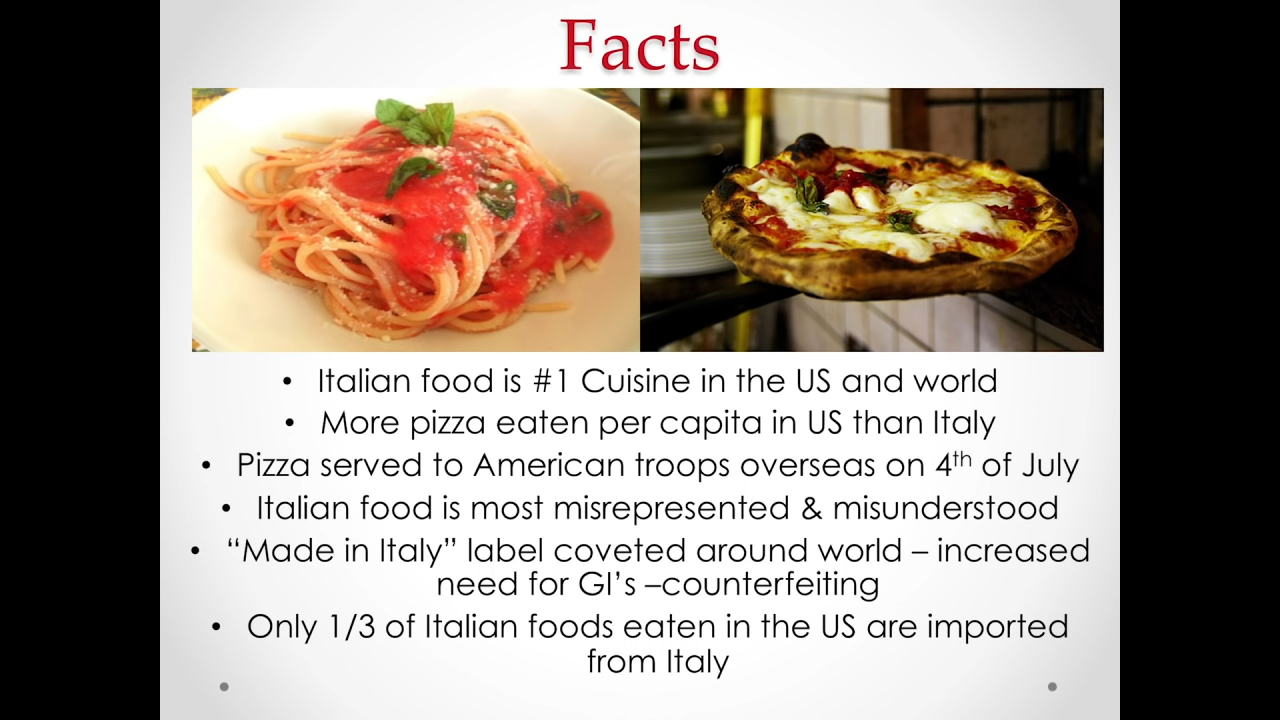 Facts
• Italian food is #1 Cuisine in the US and world
• More pizza eaten per capita in US than Italy
• Pizza served to American troops overseas on 4th of July
• Italian food is most misrepresented & misunderstood
• “Made in Italy” label coveted around world – increased
need for GI’s –counterfeiting
• Only 1/3 of Italian foods eaten in the US are imported
from Italy